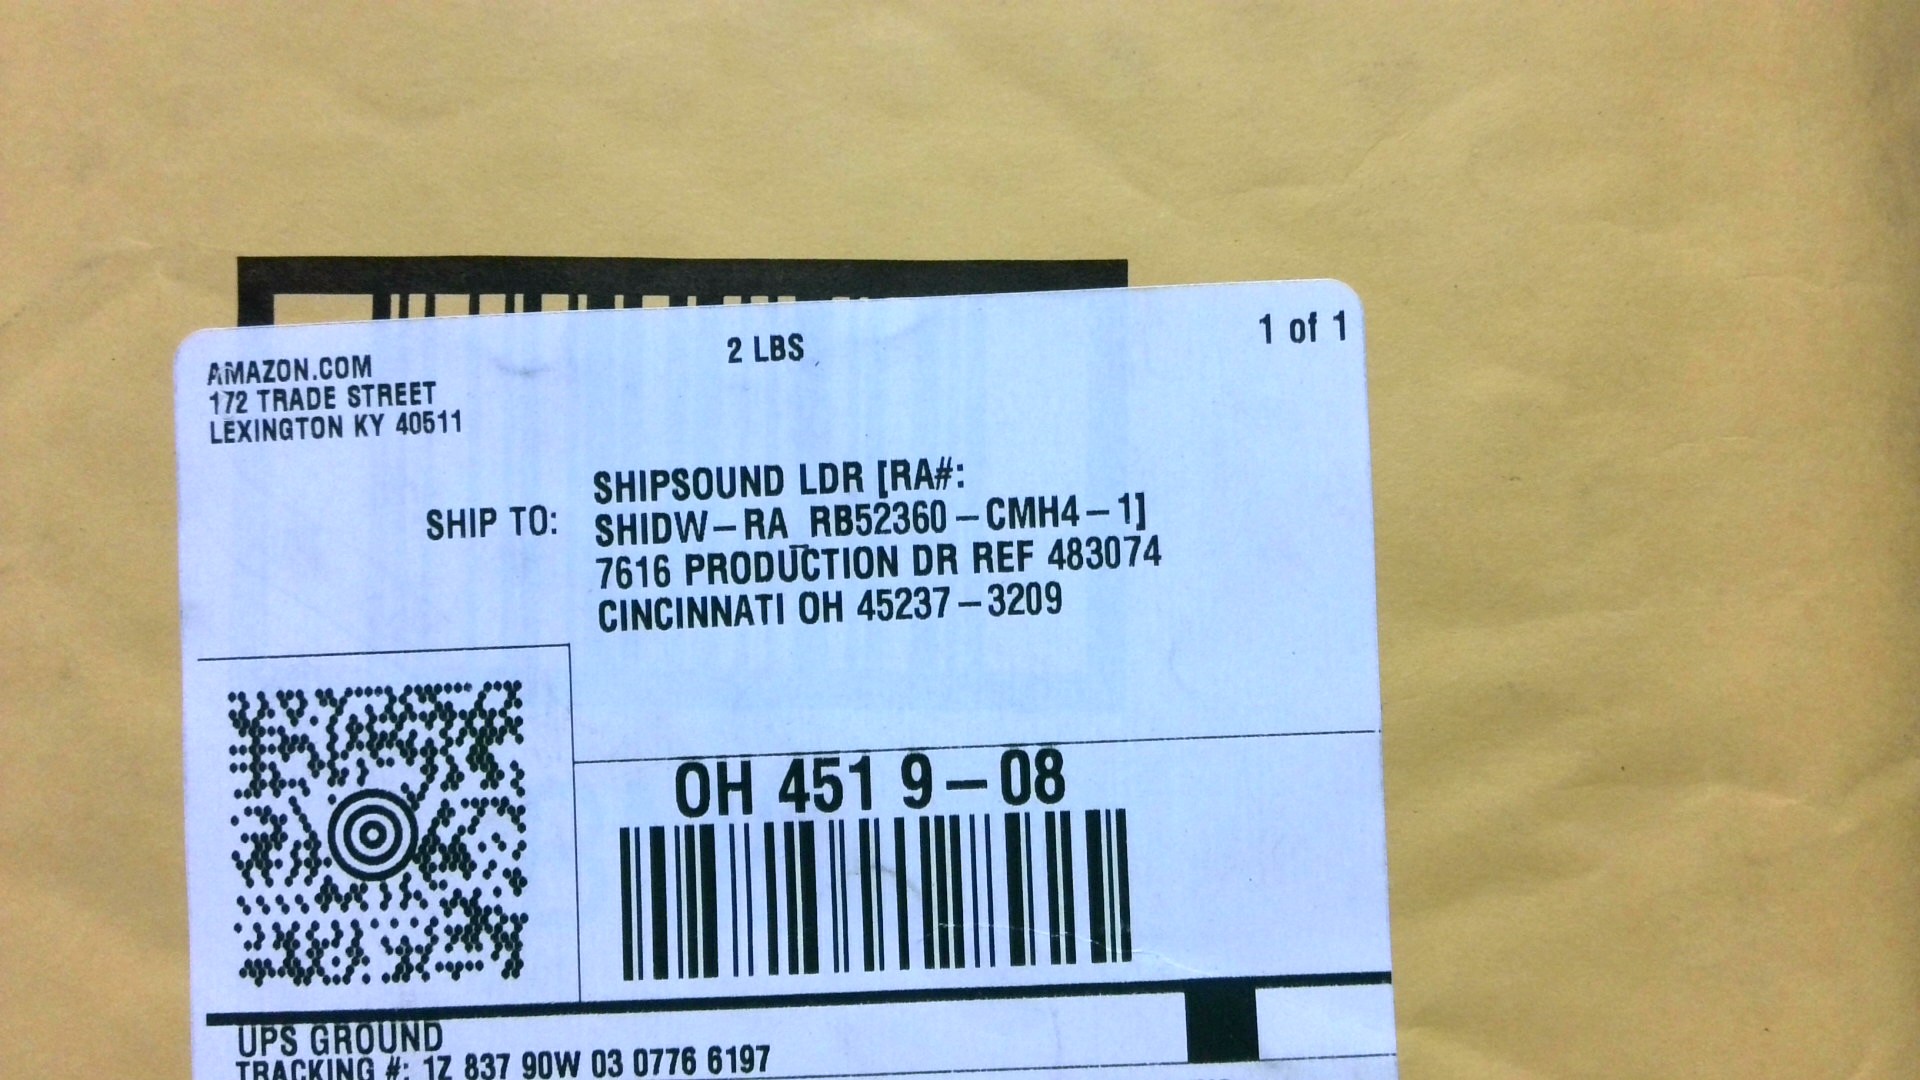 AMAZON.COM
172 TRADE STREET
LEXINGTON KY 40511
2 LBS
1 of 1
SHIP TO:
SHIPSOUND LDR [RA#:
SHIDW-RA_RB52360-CMH4-1]
7616 PRODUCTION DR REF 483074
CINCINNATI OH 45237-3209
OH 451 9-08
UPS GROUND
TRACKING #: 1Z 837 90W 03 0776 6197